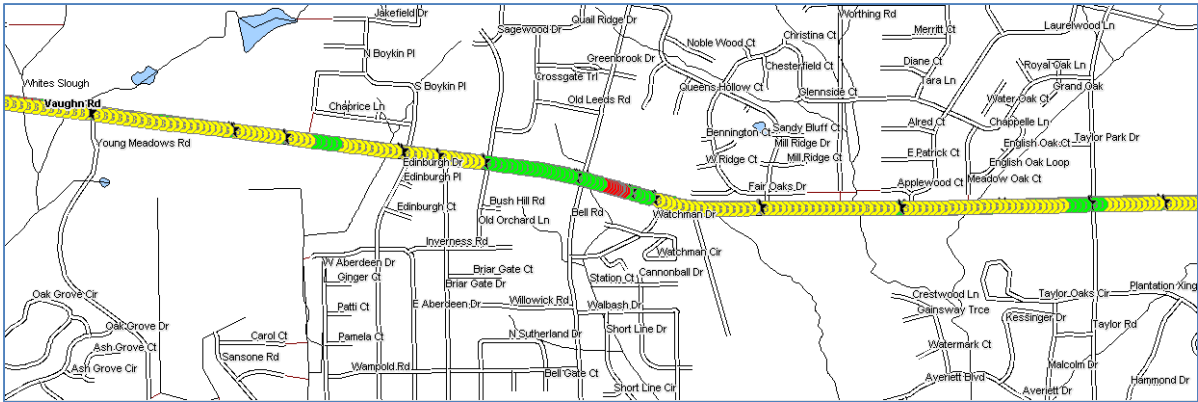 Jakefield Dr
Quail Ridge Dr
Worthing Rd
Laurelwood Ln
Sagewood Dr
Christina Ct
Merritt Ct
Noble Wood Ct
N Boykin Pl
Greenbrook Dr
Diane Ct
Royal Oak Ln
Chesterfield Ct
Crossgate Trl
Tara Ln
Whites Slough
S Boykin Pl
Queens Hollow Ct
Glennside Ct
Grand Oak
Vaughn Rd
Chaprice Ln
Old Leeds Rd
Water Oak Ct
Alred Ct
Chappelle Ln
Bennington Ct
Sandy Bluff Ct
Taylor Park Dr
Young Meadows Rd
Mill Ridge Dr
English Oak Ct
Edinburgh Dr
W Ridge Ct
Mill Ridge Ct
E Patrick Ct
English Oak Loop
Edinburgh Pl
Fair Oaks Dr
Applewood Ct
Meadow Oak Ct
Edinburgh Ct
Bush Hill Rd
Old Orchard Ln
Bell Rd
Watchman Dr
Inverness Rd
Watchman Cir
W Aberdeen Dr
Briar Gate Ct
Cannonball Dr
Ginger Ct
Station Ct
Briar Gate Dr
Plantation Xing
Oak Grove Cir
Crestwood Ln
Taylor Oaks Cir
Patti Ct
E Aberdeen Dr
Willowick Rd
Walbash Dr
Gainsway Trce
Kessinger Dr
Oak Grove Dr
Carol Ct
Pamela Ct
N Sutherland Dr
Short Line Dr
Taylor Rd
Ash Grove Ct
Watermark Ct
Sansone Rd
Wampold Rd
Malcolm Dr
Ash Grove Cir
Bell Gate Ct
Averiett Blvd
Hammond Dr
Short Line Cir
Averiett Dr